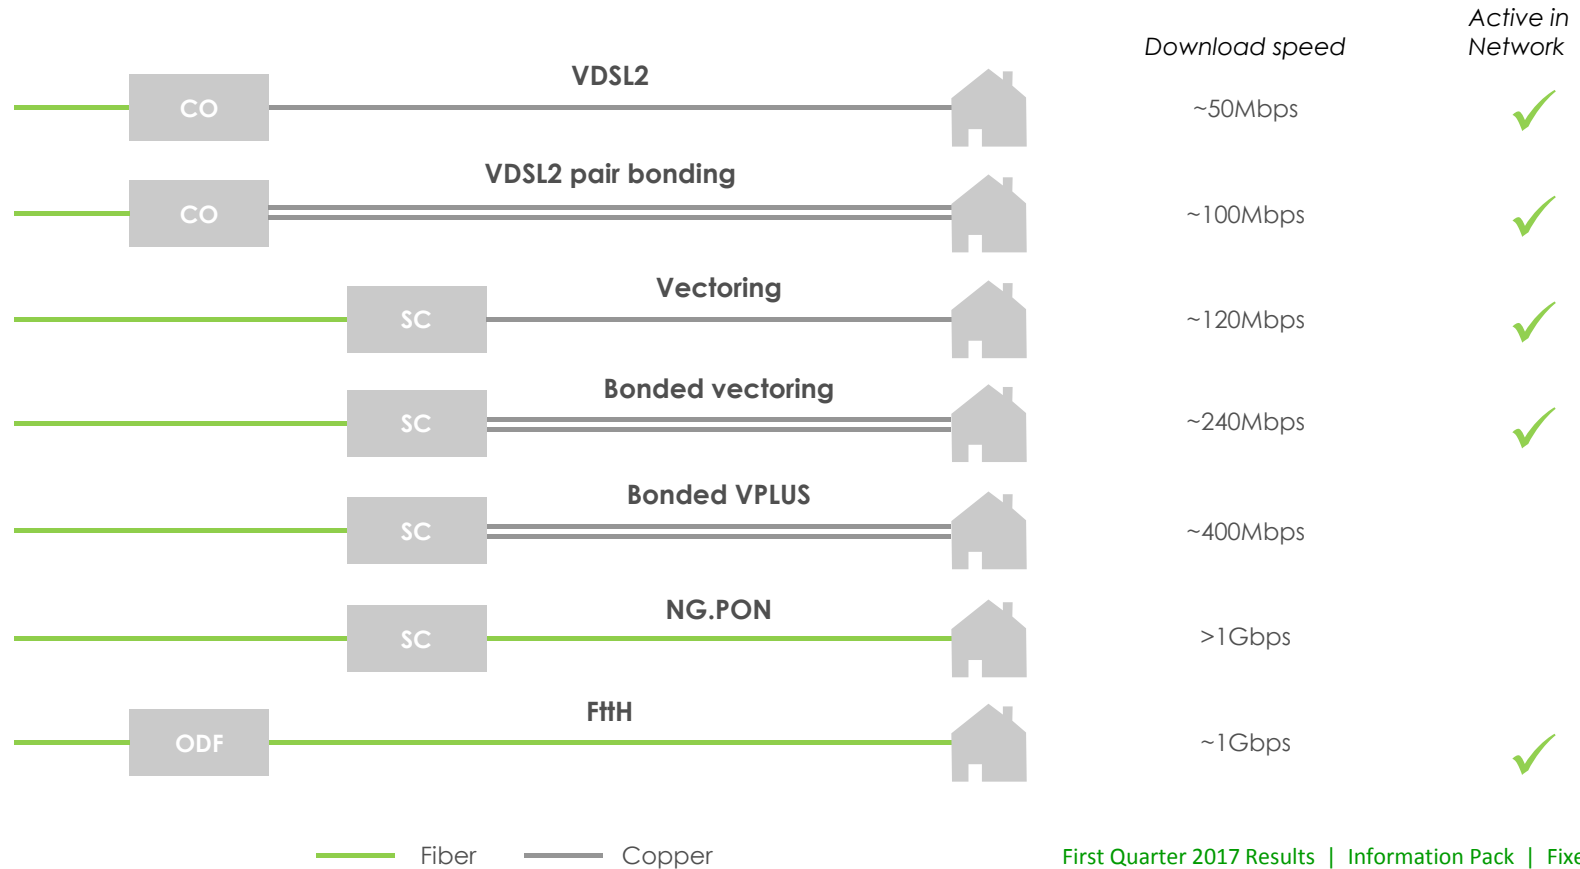 Download speed
Active in
Network
VDSL2
CO
~50Mbps
VDSL2 pair bonding
CO
~100Mbps
Vectoring
SC
~120Mbps
Bonded vectoring
SC
~240Mbps
Bonded VPLUS
SC
~400Mbps
NG.PON
SC
>1Gbps
FttH
ODF
~1Gbps
Fiber
Copper
First Quarter 2017 Results | Information Pack |